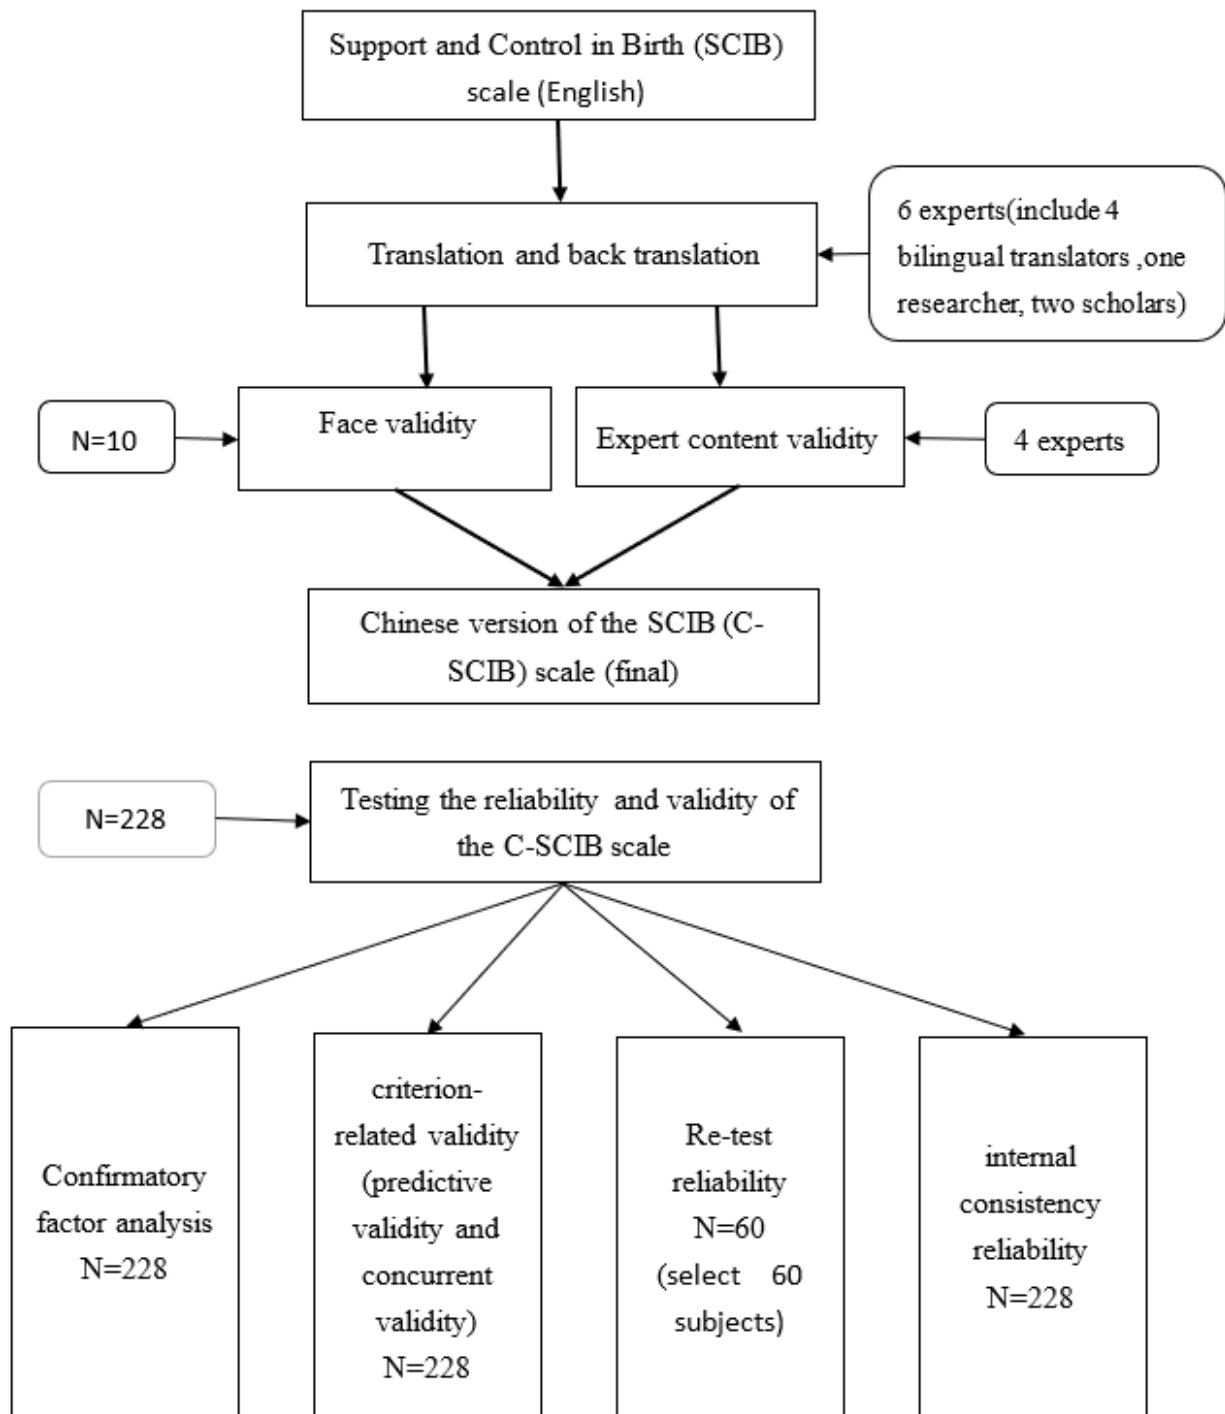 Support and Control in Birth (SCIB)
scale (English)
Translation and back translation
6 experts(include 4
bilingual translators ,one
researcher, two scholars)
N=10
Face validity
Expert content validity
4 experts
Chinese version of the SCIB (C-
SCIB) scale (final)
N=228
Testing the reliability and validity of
the C-SCIB scale
Confirmatory
factor analysis
N=228
criterion-
related validity
(predictive
validity and
concurrent
validity)
N=228
Re-test
reliability
N=60
(select 60
subjects)
internal
consistency
reliability
N=228